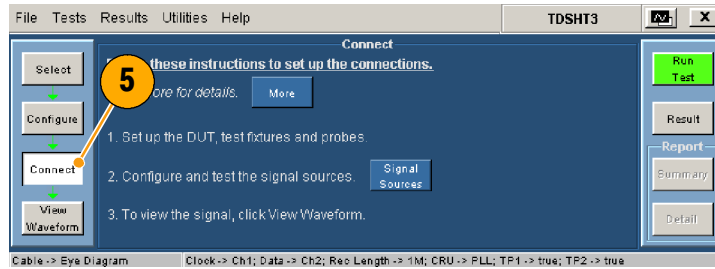 File Tests Results Utilities Help TDSHT3 X
Connect
these instructions to set up the connections.
ore for details. More
1. Set up the DUT, test fixtures and probes.
2. Configure and test the signal sources. Signal Sources
3. To view the signal, click View Waveform.
Select
Configure
Connect
View
Waveform
5
Run
Test
Result
Report
Summary
Detail
Cable -> Eye Diagram Clock -> Ch1; Data -> Ch2; Rec Length -> 1M; CRU -> PLL; TP1 -> true; TP2 -> true